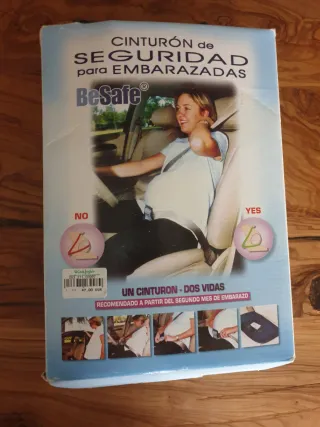 CINTURÓN de
SEGURIDAD
para EMBARAZADAS
BeSafe
NO
YES
UN CINTURON - DOS VIDAS
RECOMENDADO A PARTIR DEL SEGUNDO MES DE EMBARAZO